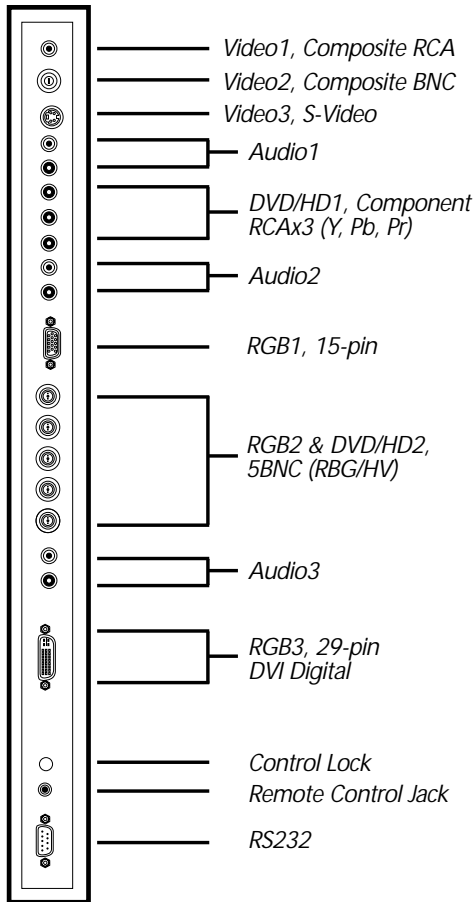 Video1, Composite RCA
Video2, Composite BNC
Video3, S-Video
Audio1
DVD/HD1, Component
RCAx3 (Y, Pb, Pr)
Audio2
RGB1, 15-pin
RGB2 & DVD/HD2,
5BNC (RBG/HV)
Audio3
RGB3, 29-pin
DVI Digital
Control Lock
Remote Control Jack
RS232